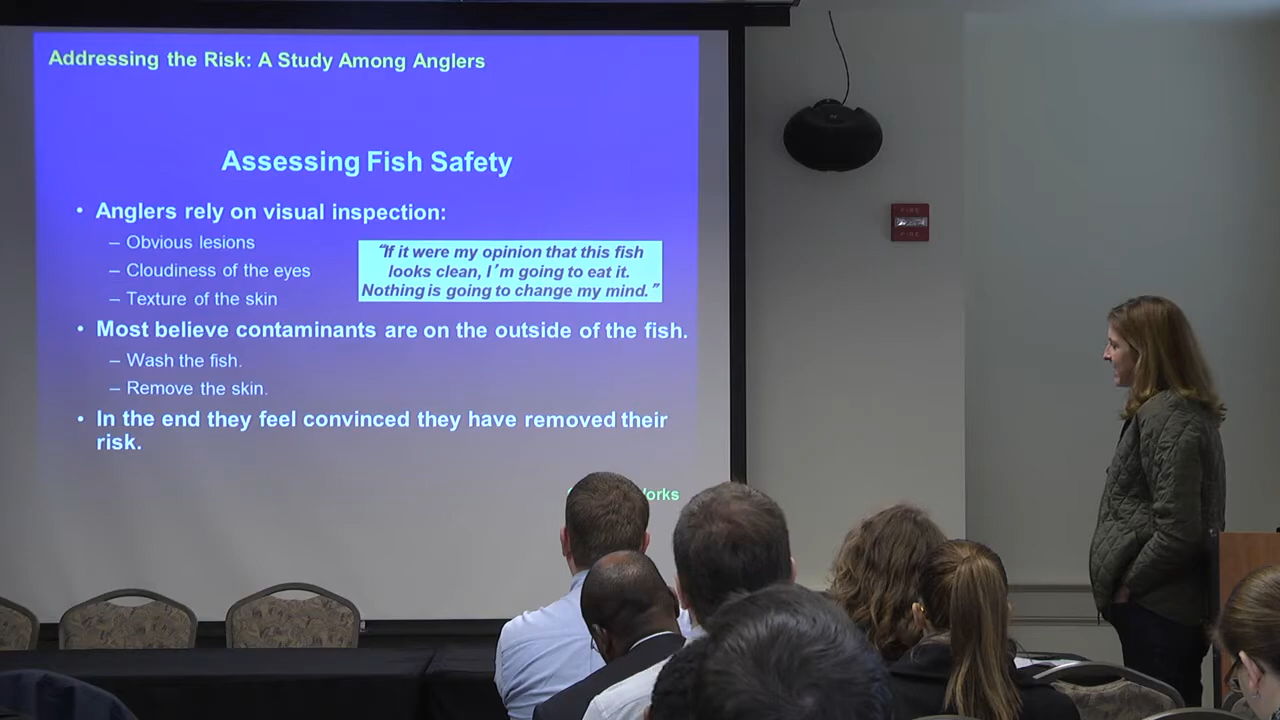 Addressing the Risk: A Study Among Anglers
Assessing Fish Safety
• Anglers rely on visual inspection:
– Obvious lesions
– Cloudiness of the eyes
– Texture of the skin
“If it were my opinion that this fish
looks clean, I’m going to eat it.
Nothing is going to change my mind.”
• Most believe contaminants are on the outside of the fish.
– Wash the fish.
– Remove the skin.
• In the end they feel convinced they have removed their
risk.
FIRE
FIRE